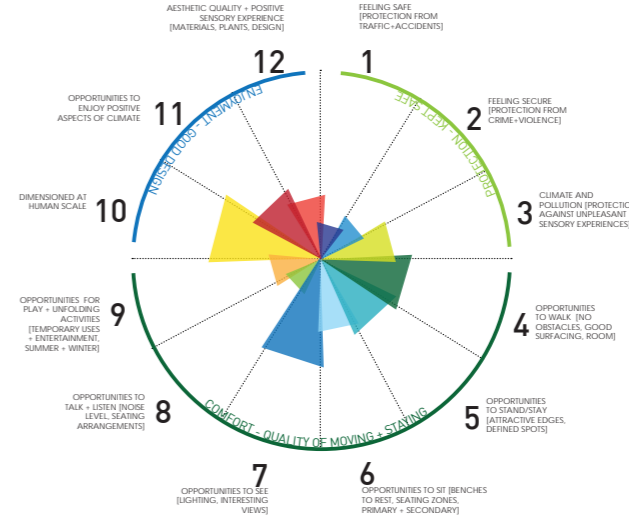 AESTHETIC QUALITY + POSITIVE
SENSORY EXPERIENCE
[MATERIALS, PLANTS, DESIGN]
12
FEELING SAFE
[PROTECTION FROM
TRAFFIC+ACCIDENTS]
1
FEELING SECURE
[PROTECTION FROM
CRIME+VIOLENCE]
2
CLIMATE AND
POLLUTION [PROTECTIO
AGAINST UNPLEASANT
SENSORY EXPERIENCES]
3
OPPORTUNITIES
TO WALK [NO
OBSTACLES, GOOD
SURFACING, ROOM]
4
OPPORTUNITIES
TO STAND/STAY
[ATTRACTIVE EDGES,
DEFINED SPOTS]
5
6
OPPORTUNITIES TO SIT [BENCHES
TO REST, SEATING ZONES,
PRIMARY + SECONDARY]
7
OPPORTUNITIES TO SEE
[LIGHTING, INTERESTING
VIEWS]
OPPORTUNITIES TO
TALK + LISTEN [NOISE
LEVEL, SEATING
ARRANGEMENTS]
8
OPPORTUNITIES FOR
PLAY + UNFOLDING
ACTIVITIES
[TEMPORARY USES
+ ENTERTAINMENT,
SUMMER + WINTER]
9
DIMENSIONED AT
HUMAN SCALE
10
OPPORTUNITIES TO
ENJOY POSITIVE
ASPECTS OF CLIMATE
11
ENJOYMENT - GOOD DESIGN
PROTECTION - KEPT SAFE
COMFORT - QUALITY OF MOVING + STAYING